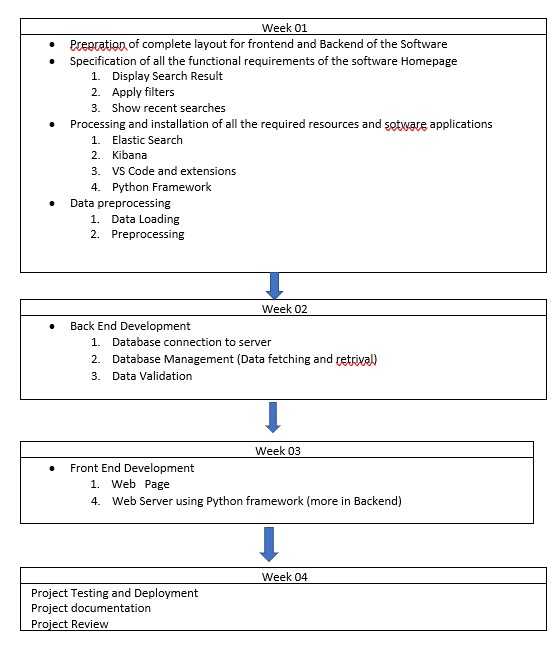 Week 01
• Prepration of complete layout for frontend and Backend of the Software
• Specification of all the functional requirements of the software Homepage
1. Display Search Result
2. Apply filters
3. Show recent searches
• Processing and installation of all the required resources and sotware applications
1. Elastic Search
2. Kibana
3. VS Code and extensions
4. Python Framework
• Data preprocessing
1. Data Loading
2. Preprocessing
Week 02
• Back End Development
1. Database connection to server
2. Database Management (Data fetching and retrival)
3. Data Validation
Week 03
• Front End Development
1. Web Page
4. Web Server using Python framework (more in Backend)
Week 04
Project Testing and Deployment
Project documentation
Project Review